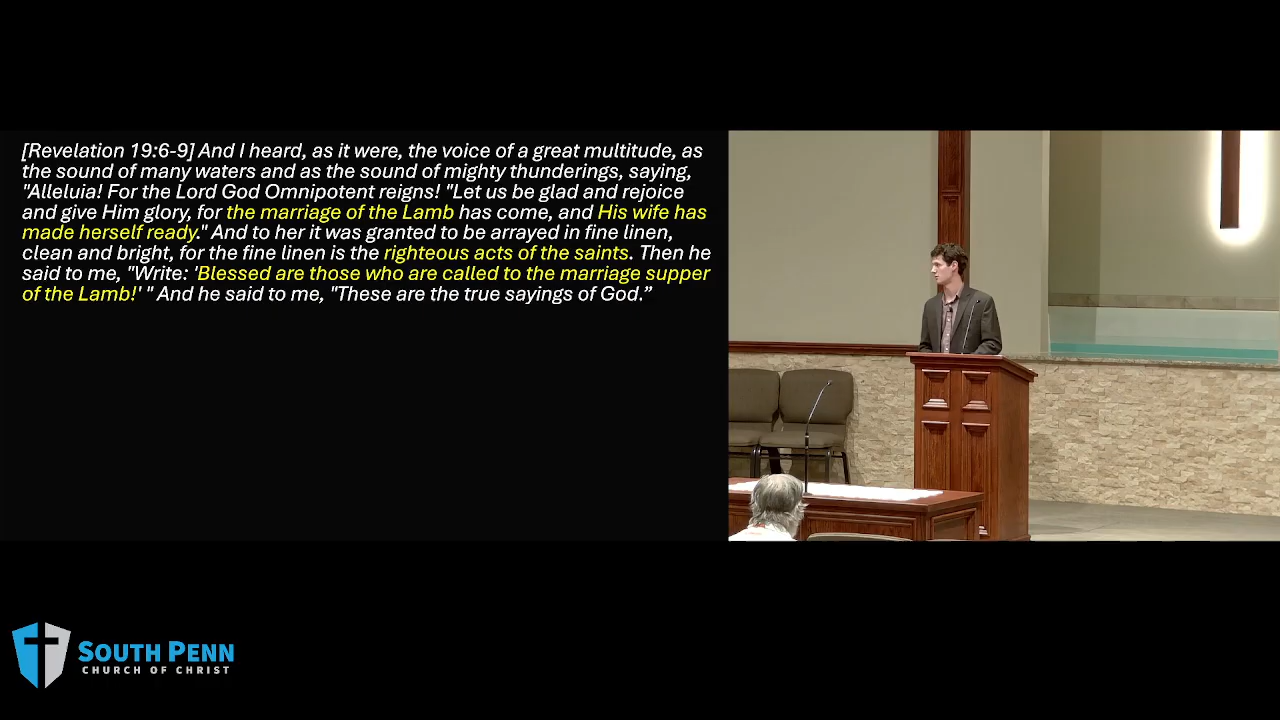 [Revelation 19:6-9] And I heard, as it were, the voice of a great multitude, as
the sound of many waters and as the sound of mighty thunderings, saying,
"Alleluia! For the Lord God Omnipotent reigns! "Let us be glad and rejoice
and give Him glory, for the marriage of the Lamb has come, and His wife has
made herself ready." And to her it was granted to be arrayed in fine linen,
clean and bright, for the fine linen is the righteous acts of the saints. Then he
said to me, "Write: 'Blessed are those who are called to the marriage supper
of the Lamb!' " And he said to me, "These are the true sayings of God.”
SOUTH PENN
CHURCH OF CHRIST